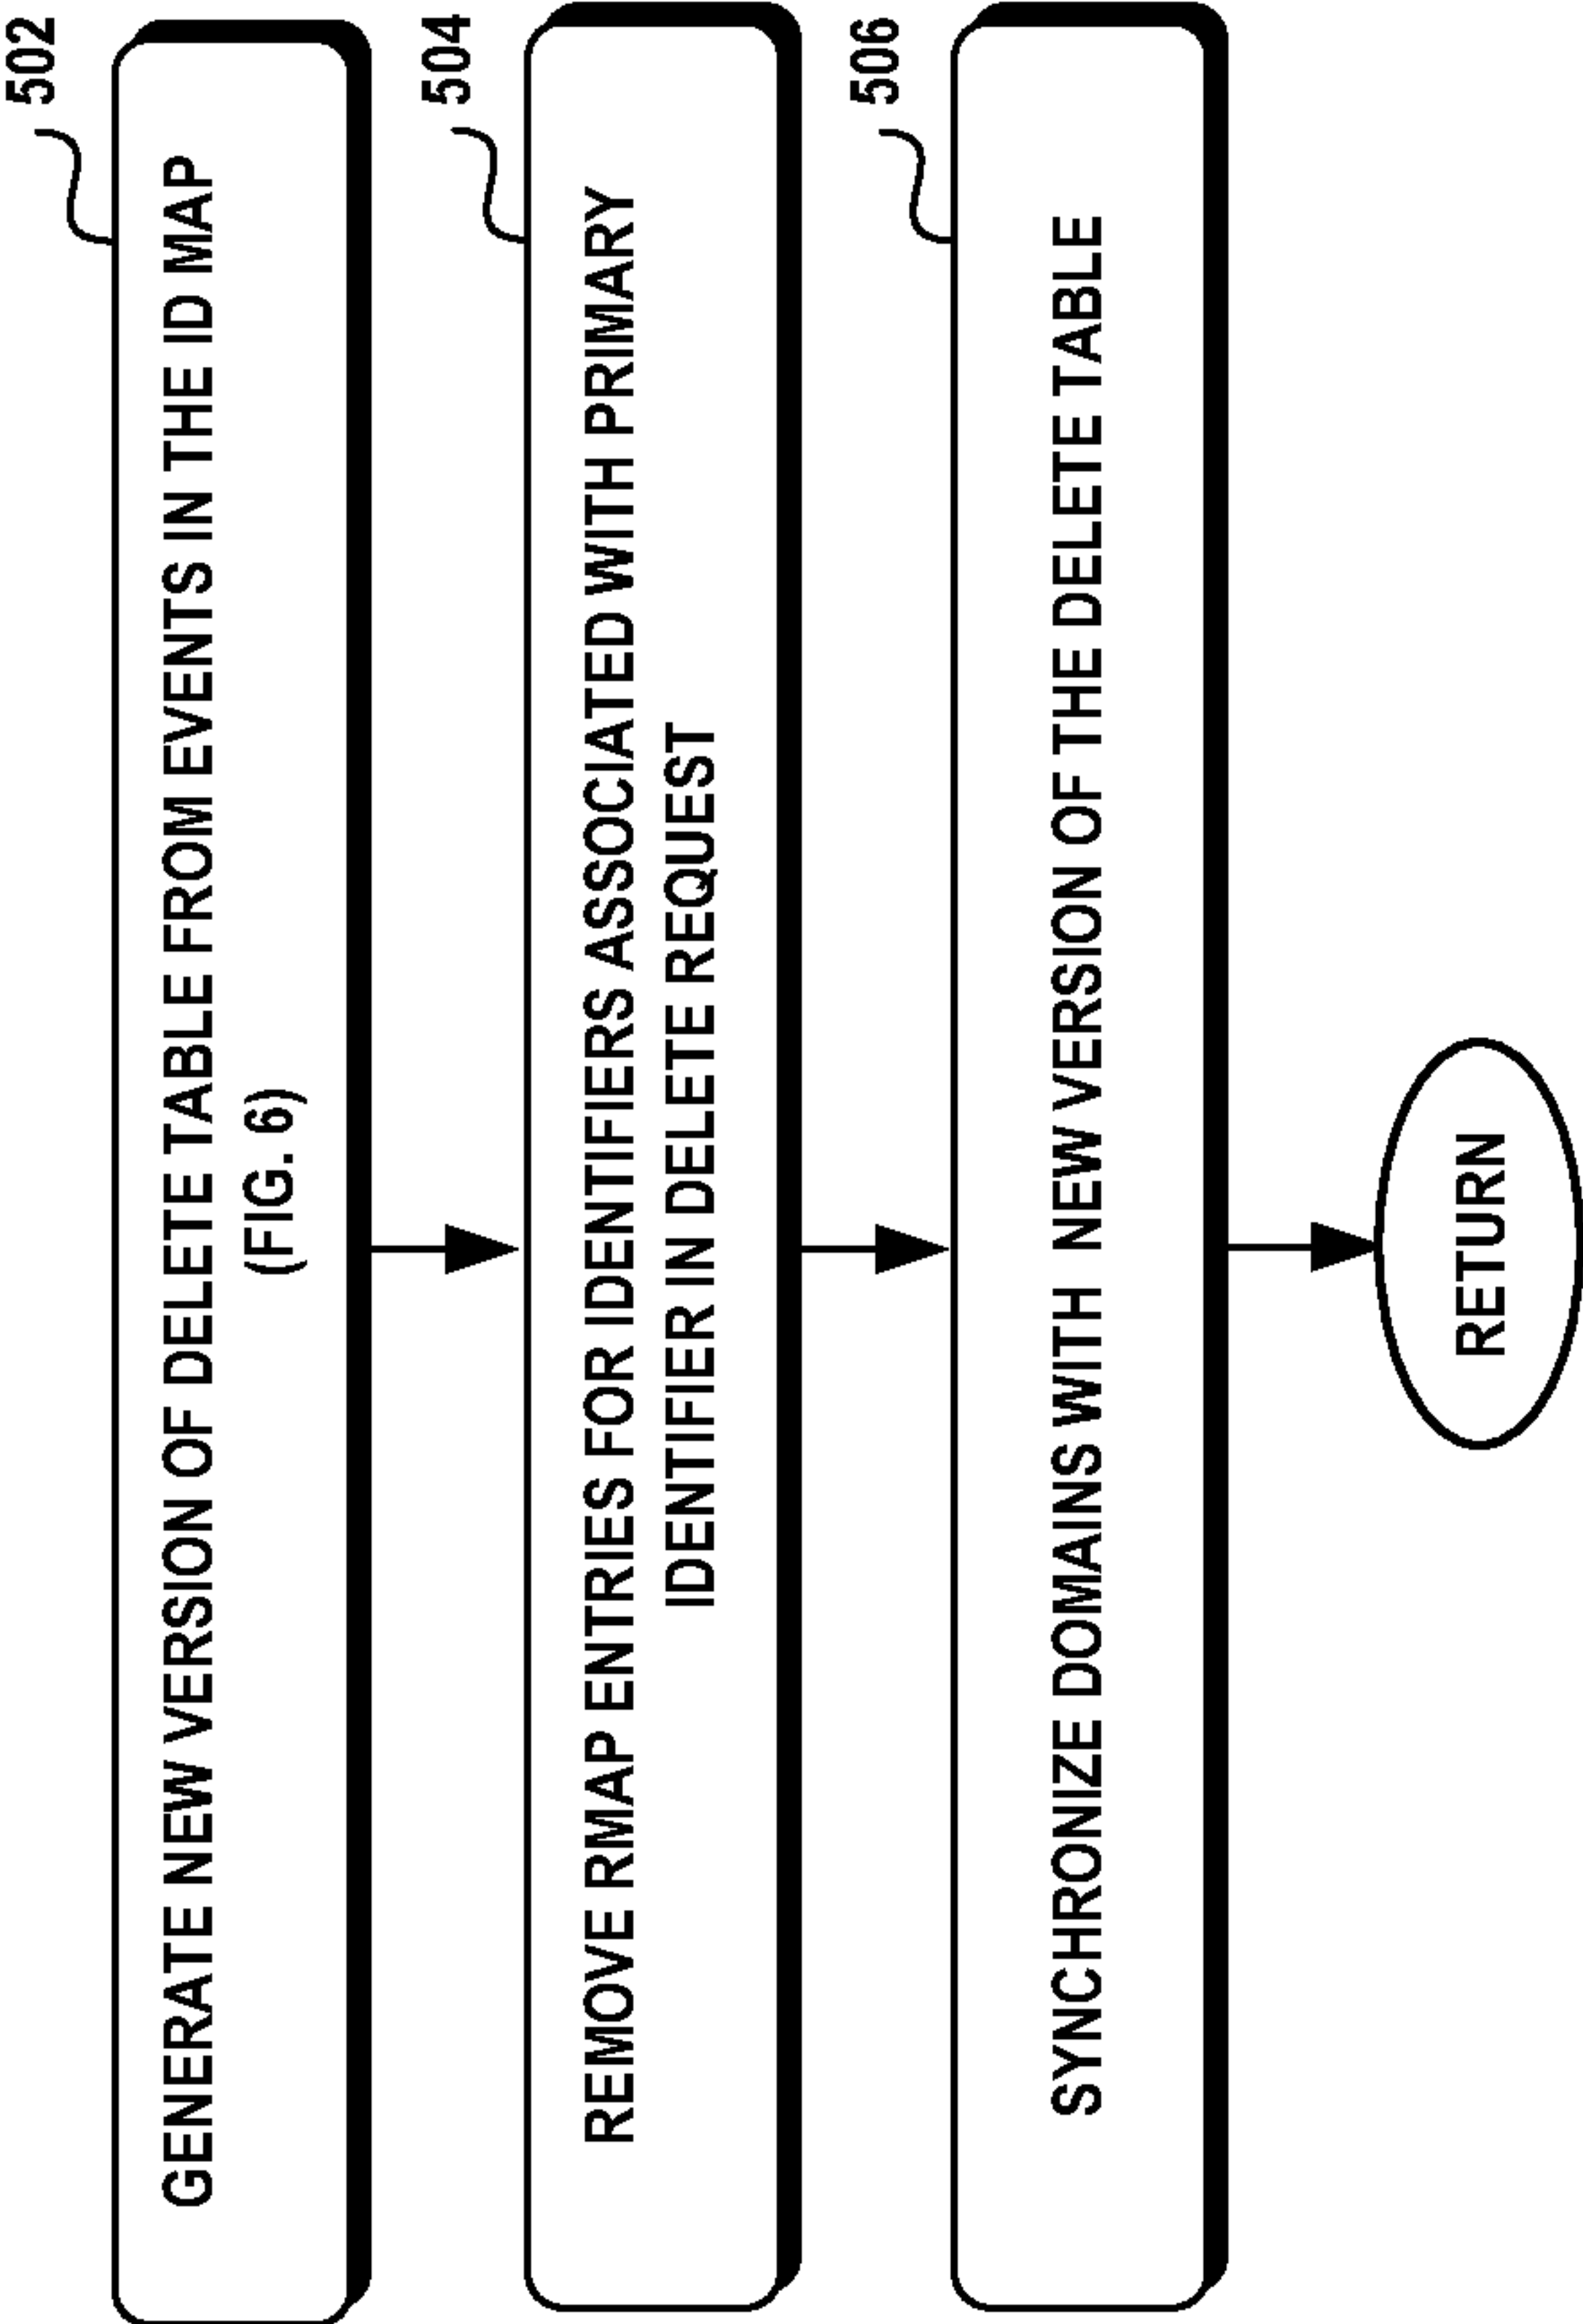 502
GENERATE NEW VERSION OF DELETE TABLE FROM EVENTS IN THE ID MAP
(FIG. 6)
504
REMOVE RMAP ENTRIES FOR IDENTIFIERS ASSOCIATED WITH PRIMARY
IDENTIFIER IN DELETE REQUEST
506
SYNCHRONIZE DOMAINS WITH NEW VERSION OF THE DELETE TABLE
RETURN